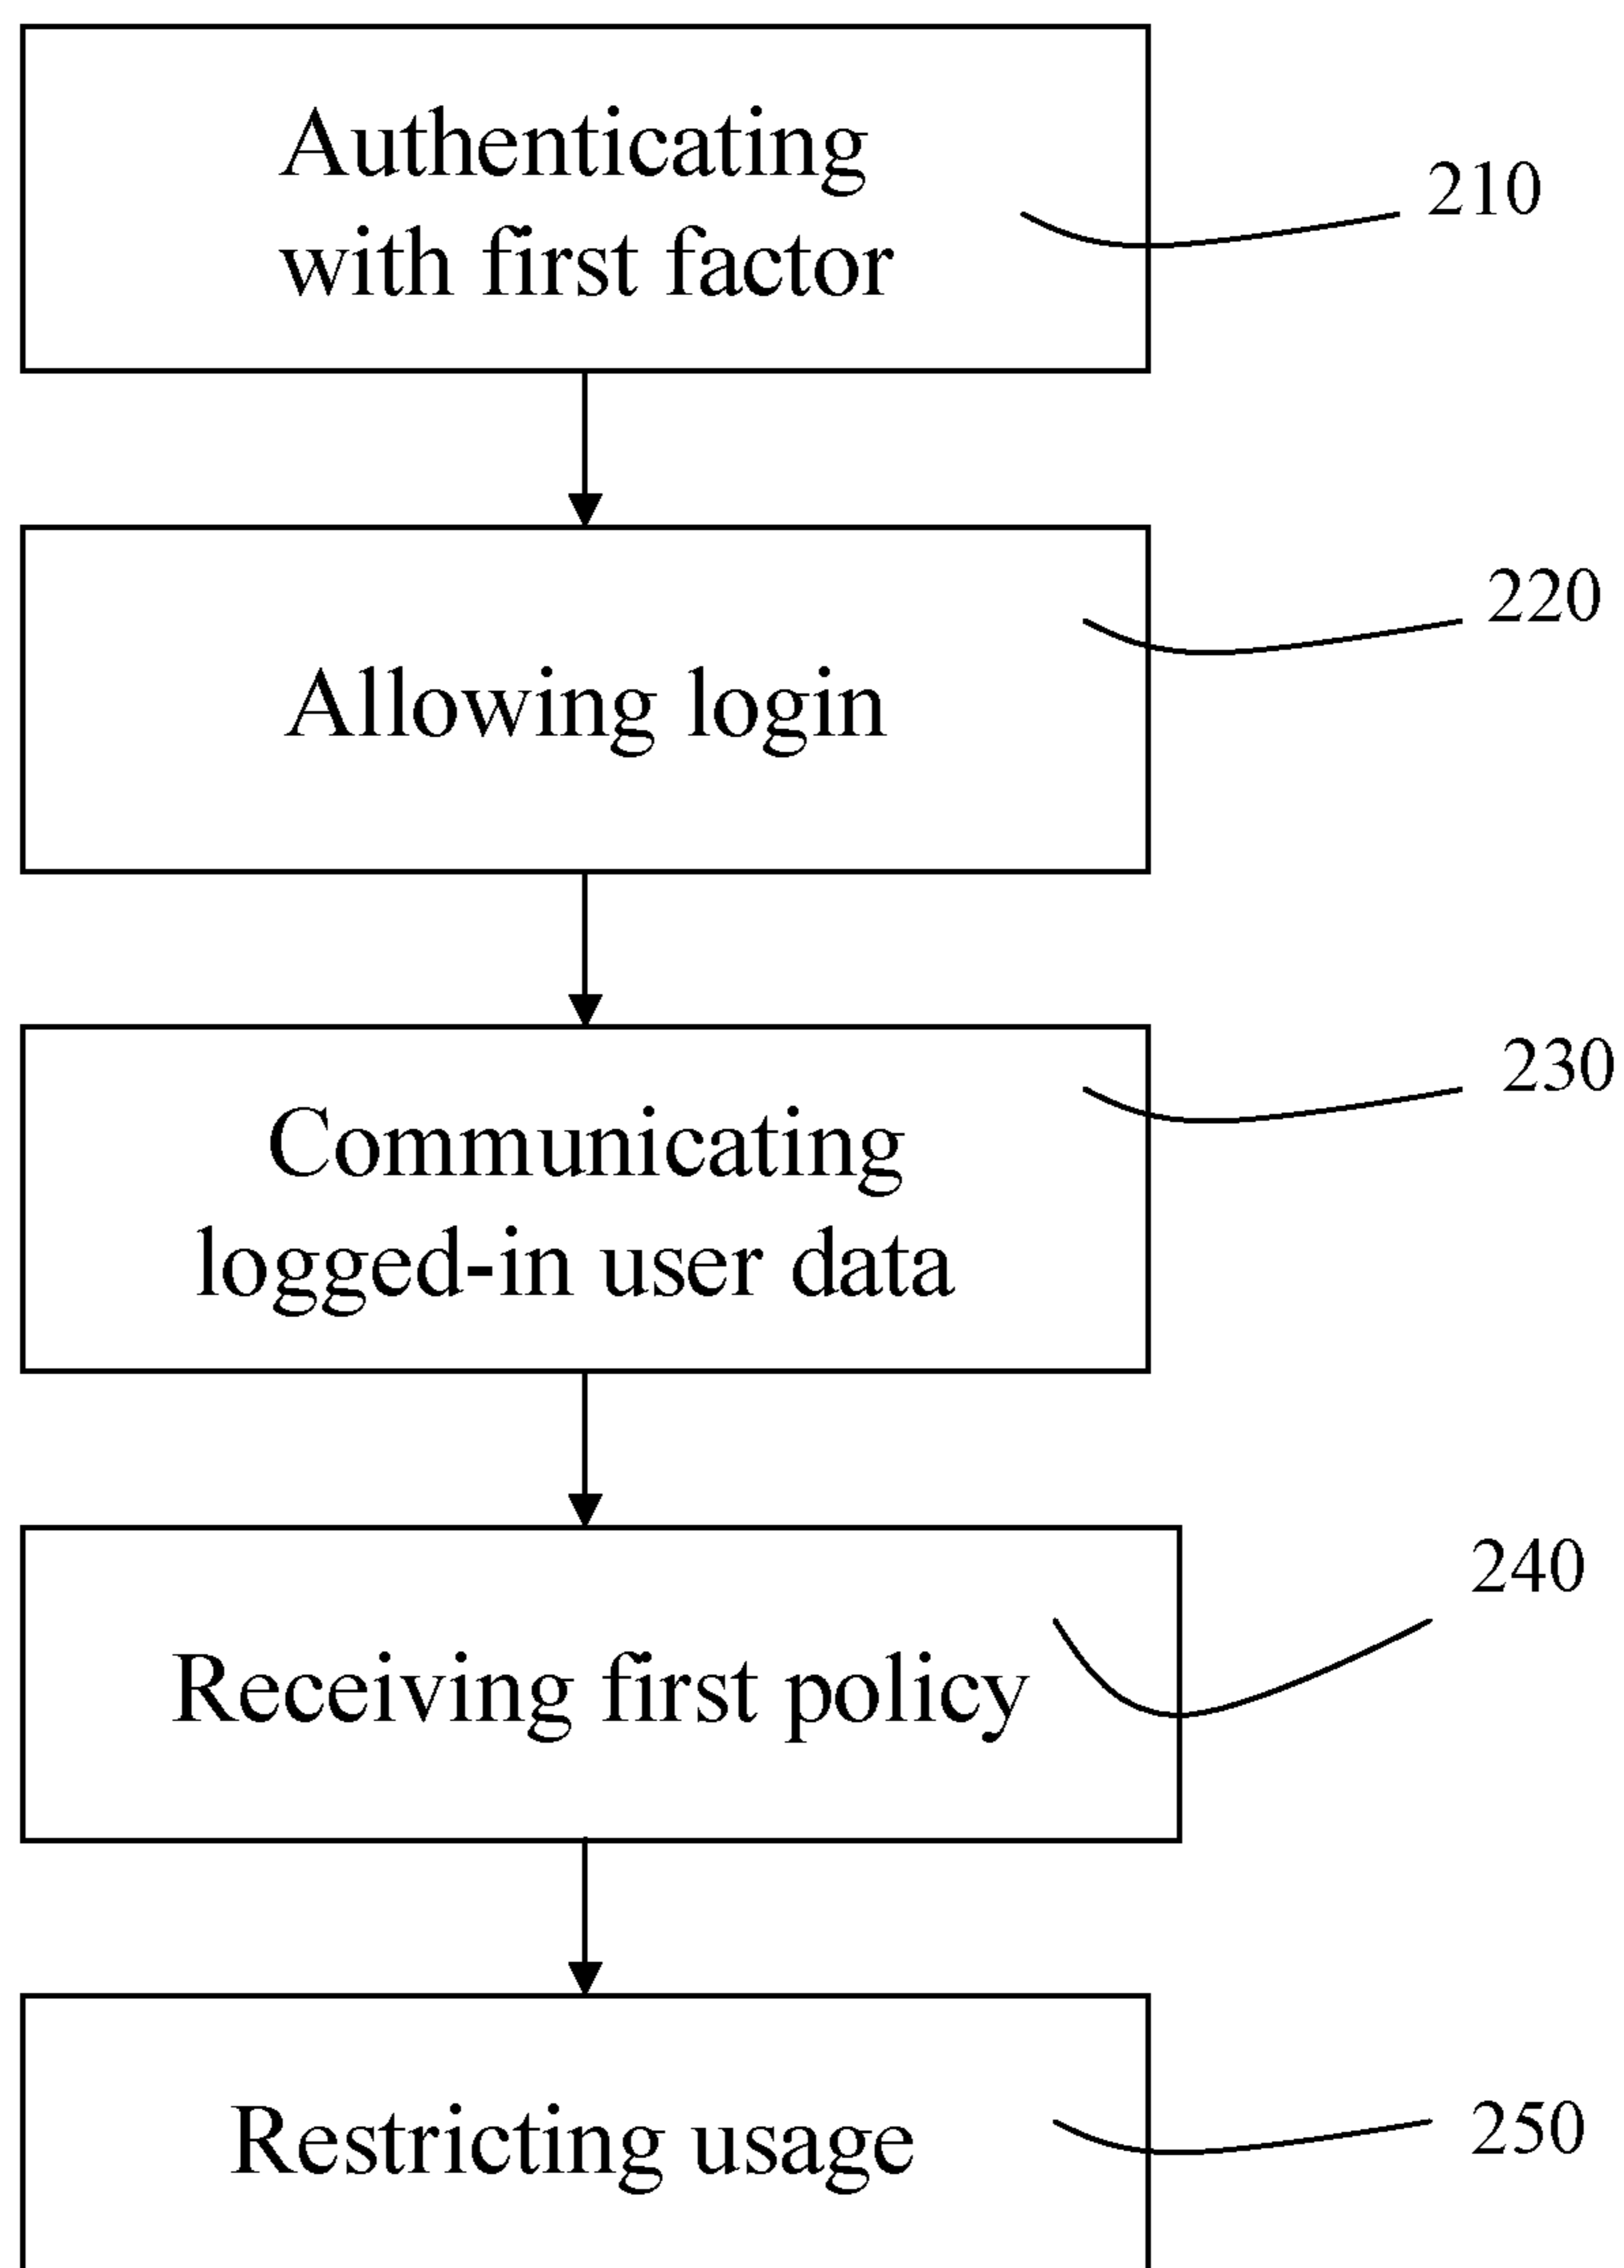 Authenticating
with first factor
210
Allowing login
220
Communicating
logged-in user data
230
Receiving first policy
240
Restricting usage
250